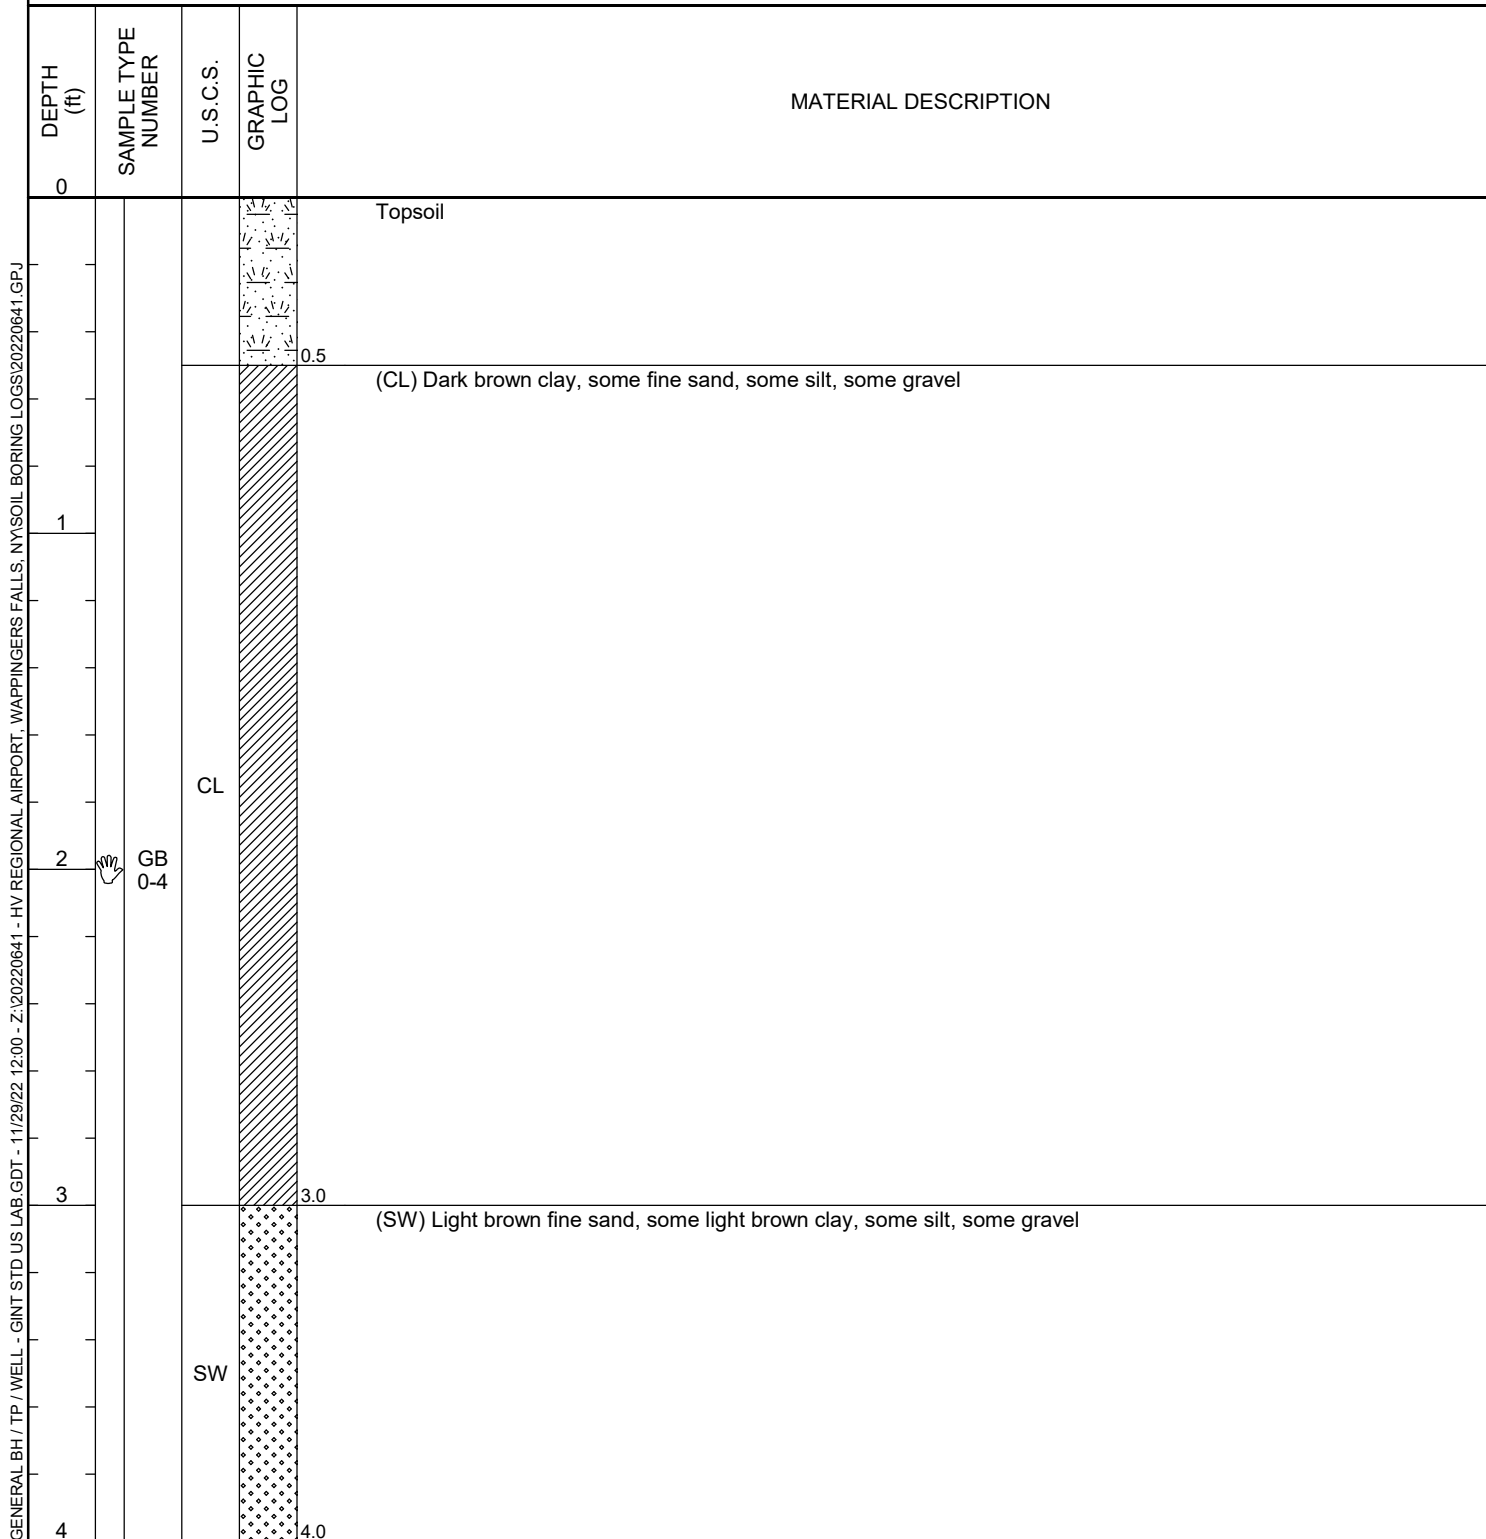 DEPTH
(ft)
SAMPLE TYPE
NUMBER
U.S.C.S.
GRAPHIC
LOG
MATERIAL DESCRIPTION
0
Topsoil
0.5
(CL) Dark brown clay, some fine sand, some silt, some gravel
1
CL
2
GB
0-4
3
3.0
(SW) Light brown fine sand, some light brown clay, some silt, some gravel
SW
4
4.0
GENERAL BH / TP / WELL - GINT STD US LAB.GDT - 11/29/22 12:00 - Z:\20220641 - HV REGIONAL AIRPORT, WAPPINGERS FALLS, NY\SOIL BORING LOGS\20220641.GPJ